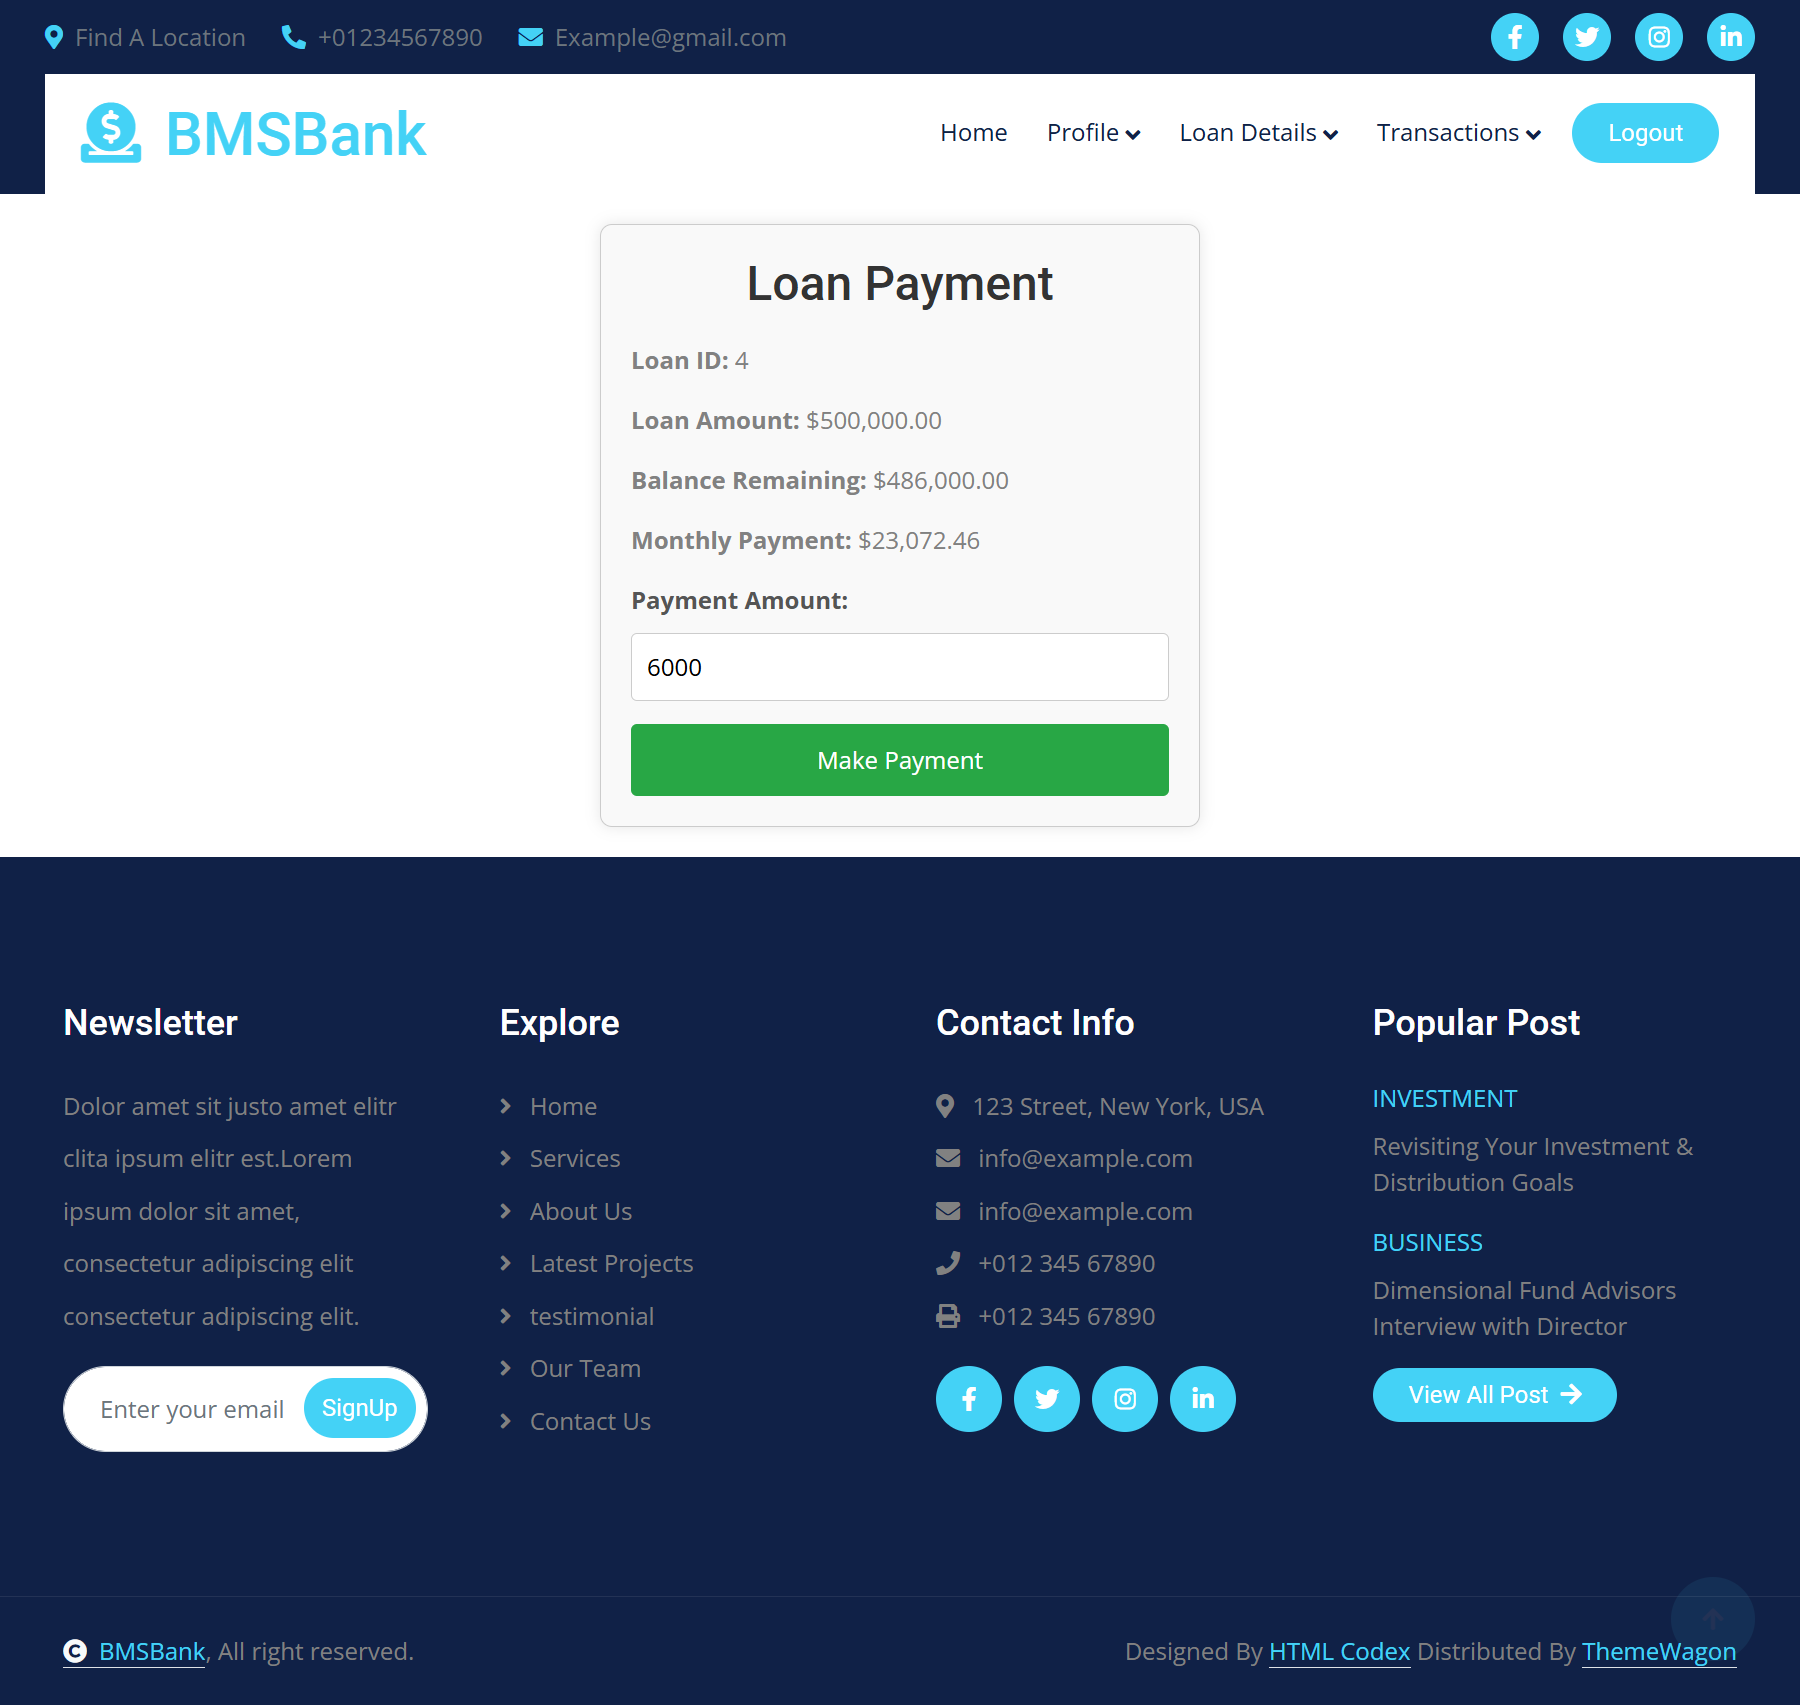 Find A Location +01234567890 Example@gmail.com
BMSBank Home Profile Loan Details Transactions Logout
Loan Payment
Loan ID: 4
Loan Amount: $500,000.00
Balance Remaining: $486,000.00
Monthly Payment: $23,072.46
Payment Amount:
6000
Make Payment
Newsletter
Dolor amet sit justo amet elitr
clita ipsum elitr est.Lorem
ipsum dolor sit amet,
consectetur adipiscing elit
consectetur adipiscing elit.
Enter your email SignUp
Explore
Home
Services
About Us
Latest Projects
testimonial
Our Team
Contact Us
Contact Info
123 Street, New York, USA
info@example.com
info@example.com
+012 345 67890
+012 345 67890
Popular Post
INVESTMENT
Revisiting Your Investment &
Distribution Goals
BUSINESS
Dimensional Fund Advisors
Interview with Director
View All Post
BMSBank, All right reserved.
Designed By HTML Codex Distributed By ThemeWagon